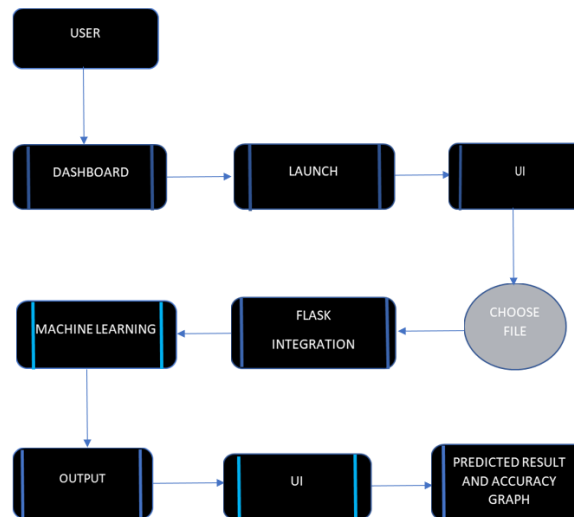 USER
DASHBOARD
LAUNCH
UI
CHOOSE
FILE
FLASK
INTEGRATION
MACHINE LEARNING
OUTPUT
UI
PREDICTED RESULT
AND ACCURACY
GRAPH